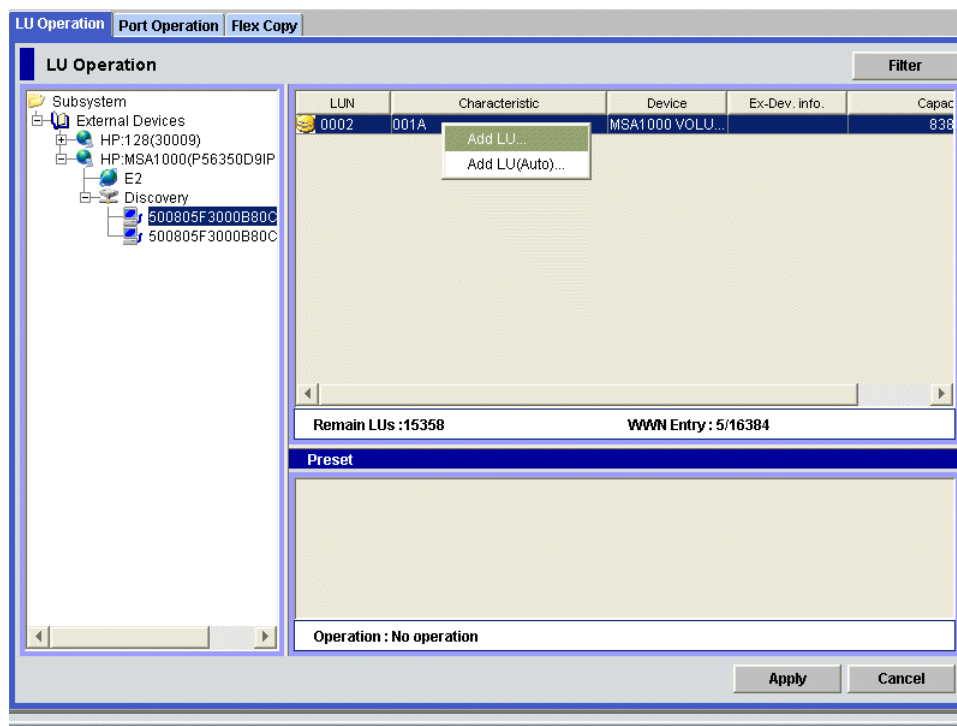 LU Operation Port Operation Flex Copy
LU Operation
Filter
Subsystem
External Devices
HP:128(30009)
HP:MSA1000(P56350D9IP
E2
Discovery
500805F3000B80C
500805F3000B80C
LUN Characteristic Device Ex-Dev. info. Capac
0002 001A MSA1000 VOLU... 838
Add LU...
Add LU(Auto)...
Remain LUs :15358 WWN Entry : 5/16384
Preset
Operation : No operation
Apply Cancel